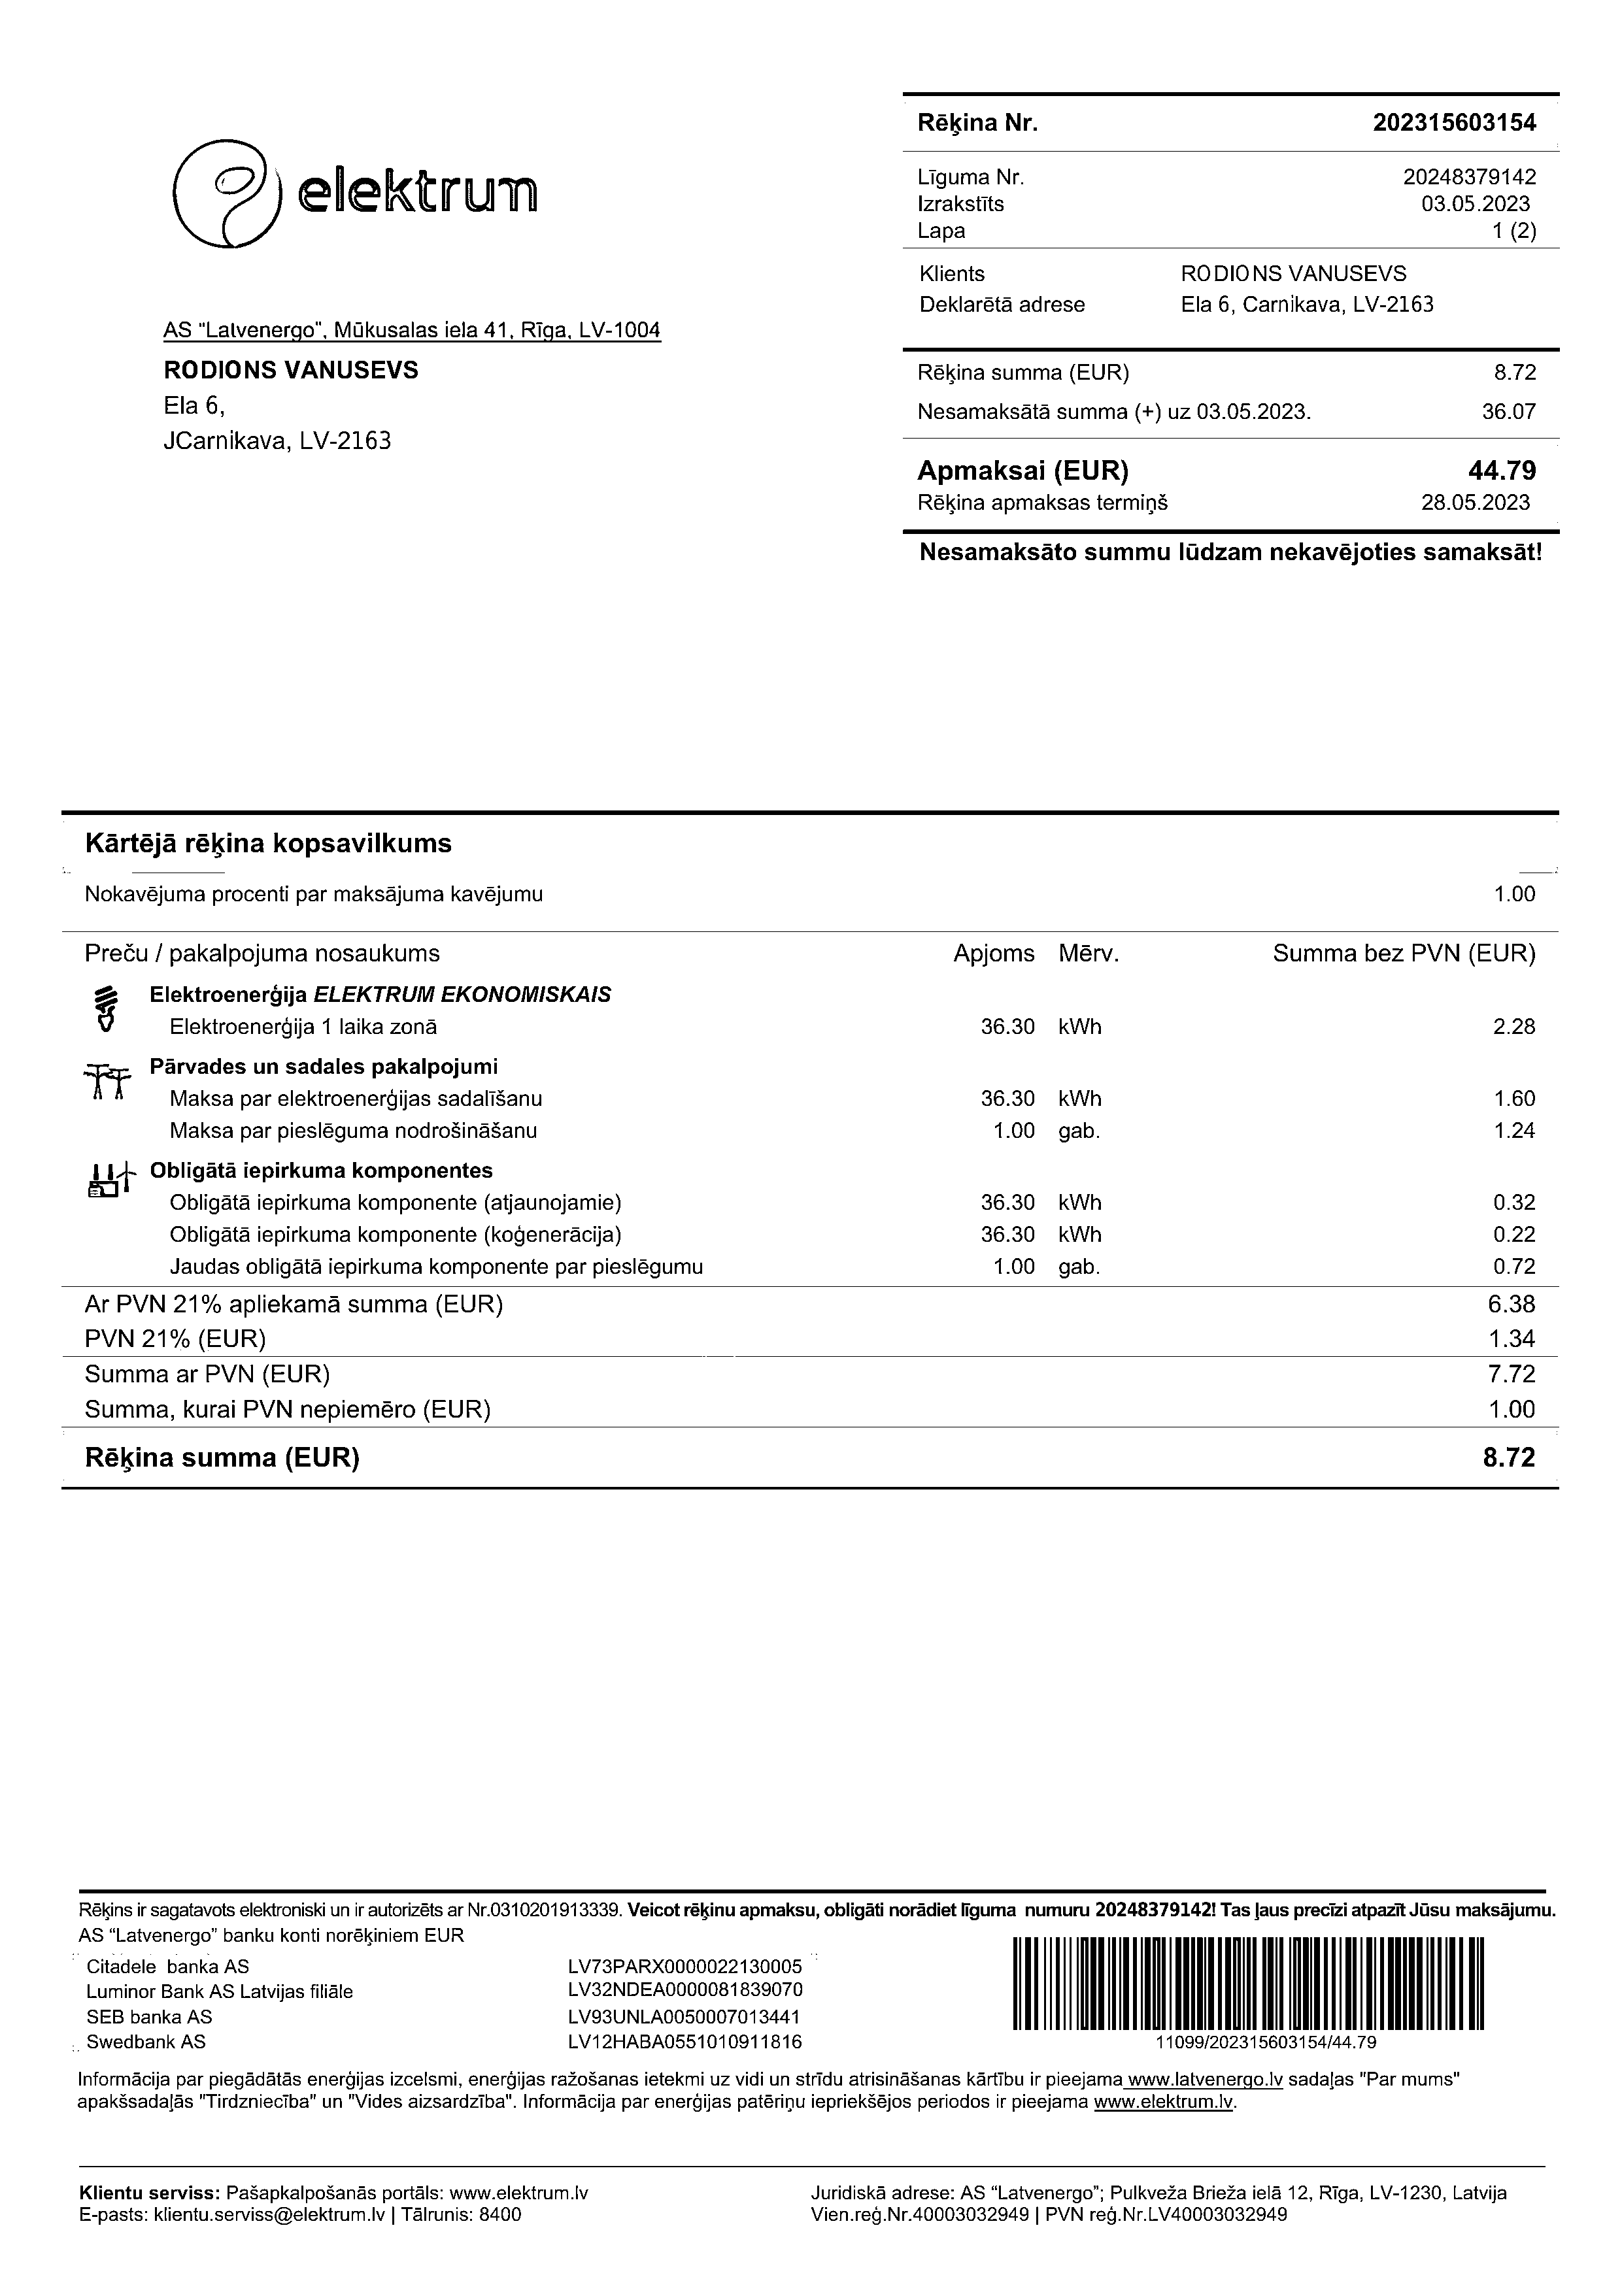 elektrum
Rēķina Nr. 202315603154
Līguma Nr. 20248379142
Izrakstīts 03.05.2023
Lapa 1 (2)
Klients RODIONS VANUSEVS
Deklarētā adrese Ela 6, Carnikava, LV-2163
AS “Latvenergo”, Mūkusalas iela 41, Rīga, LV-1004
RODIONS VANUSEVS
Ela 6,
JCarnikava, LV-2163
Rēķina summa (EUR) 8.72
Nesamaksātā summa (+) uz 03.05.2023. 36.07
Apmaksai (EUR) 44.79
Rēķina apmaksas termiņš 28.05.2023
Nesamaksāto summu lūdzam nekavējoties samaksāt!
Kārtējā rēķina kopsavilkums
Nokavējuma procenti par maksājuma kavējumu 1.00
Preču / pakalpojuma nosaukums Apjoms Mērv. Summa bez PVN (EUR)
Elektroenerģija ELEKTRUM EKONOMISKAIS
Elektroenerģija 1 laika zonā 36.30 kWh 2.28
Pārvades un sadales pakalpojumi
Maksa par elektroenerģijas sadalīšanu 36.30 kWh 1.60
Maksa par pieslēguma nodrošināšanu 1.00 gab. 1.24
Obligātā iepirkuma komponentes
Obligātā iepirkuma komponente (atjaunojamie) 36.30 kWh 0.32
Obligātā iepirkuma komponente (koģenerācija) 36.30 kWh 0.22
Jaudas obligātā iepirkuma komponente par pieslēgumu 1.00 gab. 0.72
Ar PVN 21% apliekamā summa (EUR) 6.38
PVN 21% (EUR) 1.34
Summa ar PVN (EUR) 7.72
Summa, kurai PVN nepiemēro (EUR) 1.00
Rēķina summa (EUR) 8.72
Rēķins ir sagatavots elektroniski un ir autorizēts ar Nr.0310201913339. Veicot rēķinu apmaksu, obligāti norādiet līguma numuru 20248379142! Tas ļaus precīzi atpazīt Jūsu maksājumu.
AS “Latvenergo” banku konti norēķiniem EUR
Citadele banka AS LV73PARX0000022130005
Luminor Bank AS Latvijas filiāle LV32NDEA0000081839070
SEB banka AS LV93UNLA0050007013441
Swedbank AS LV12HABA0551010911816
11099/202315603154/44.79
Informācija par piegādātās enerģijas izcelsmi, enerģijas ražošanas ietekmi uz vidi un strīdu atrisināšanas kārtību ir pieejama www.latvenergo.lv sadaļas "Par mums"
apakšsadaļās "Tirdzniecība" un "Vides aizsardzība". Informācija par enerģijas patēriņu iepriekšējos periodos ir pieejama www.elektrum.lv.
Klientu serviss: Pašapkalpošanās portāls: www.elektrum.lv
E-pasts: klientu.serviss@elektrum.lv | Tālrunis: 8400
Juridiskā adrese: AS “Latvenergo”; Pulkveža Brieža ielā 12, Rīga, LV-1230, Latvija
Vien.reģ.Nr.40003032949 | PVN reģ.Nr.LV40003032949